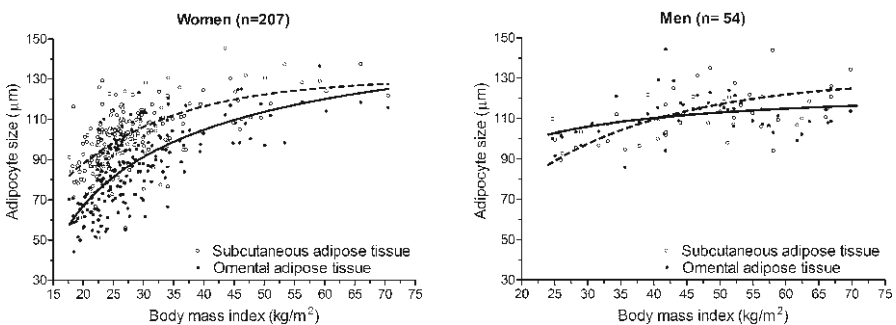 Women (n=207)
150
130
110
90
70
50
30
Adipocyte size (μm)
○ Subcutaneous adipose tissue
• Omental adipose tissue
15 20 25 30 35 40 45 50 55 60 65 70 75
Body mass index (kg/m²)
Men (n= 54)
150
130
110
90
70
50
30
Adipocyte size (μm)
○ Subcutaneous adipose tissue
• Omental adipose tissue
20 25 30 35 40 45 50 55 60 65 70 75
Body mass index (kg/m²)